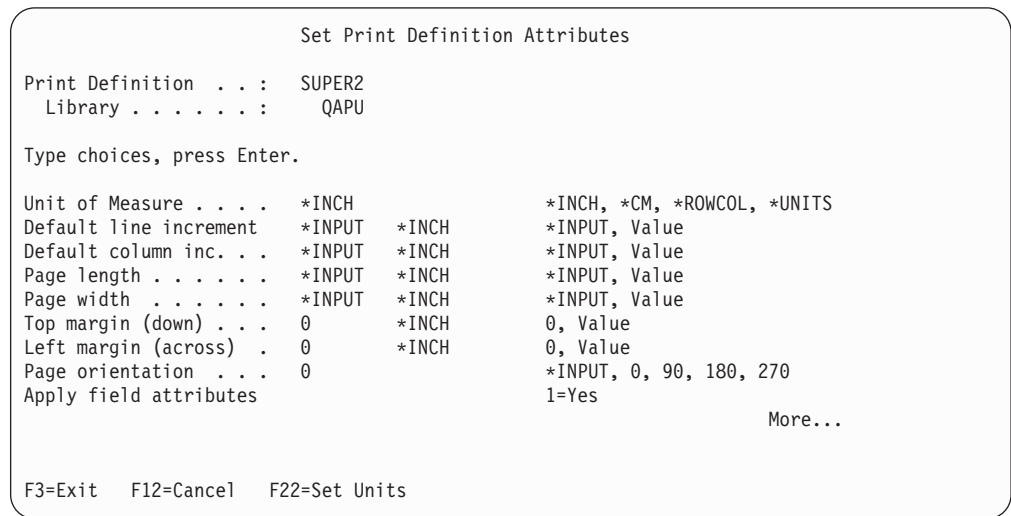 Set Print Definition Attributes
Print Definition . . : SUPER2
Library . . . . . . : QAPU
Type choices, press Enter.
Unit of Measure . . . . *INCH *INCH, *CM, *ROWCOL, *UNITS
Default line increment *INPUT *INCH *INPUT, Value
Default column inc. . . *INPUT *INCH *INPUT, Value
Page length . . . . . . *INPUT *INCH *INPUT, Value
Page width . . . . . . *INPUT *INCH *INPUT, Value
Top margin (down) . . . 0 *INCH 0, Value
Left margin (across) . 0 *INCH 0, Value
Page orientation . . . 0 *INPUT, 0, 90, 180, 270
Apply field attributes 1=Yes
More...
F3=Exit F12=Cancel F22=Set Units